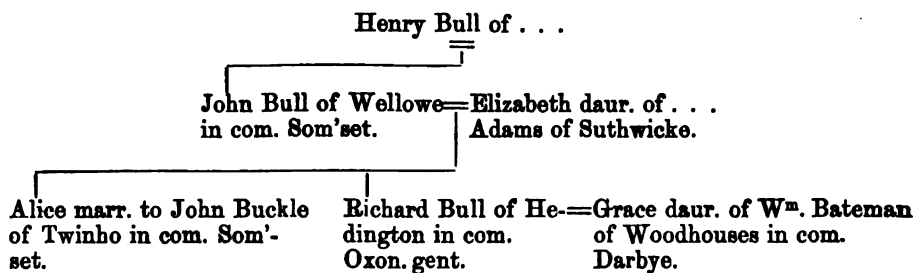 Henry Bull of . . .
John Bull of Wellowe=Elizabeth daur. of . . .
in com. Som'set. Adams of Suthwicke.
Alice marr. to John Buckle
of Twinho in com. Som'-
set.
Richard Bull of He-=Grace daur. of Wm. Bateman
dington in com. of Woodhouses in com.
Oxon. gent. Darbye.